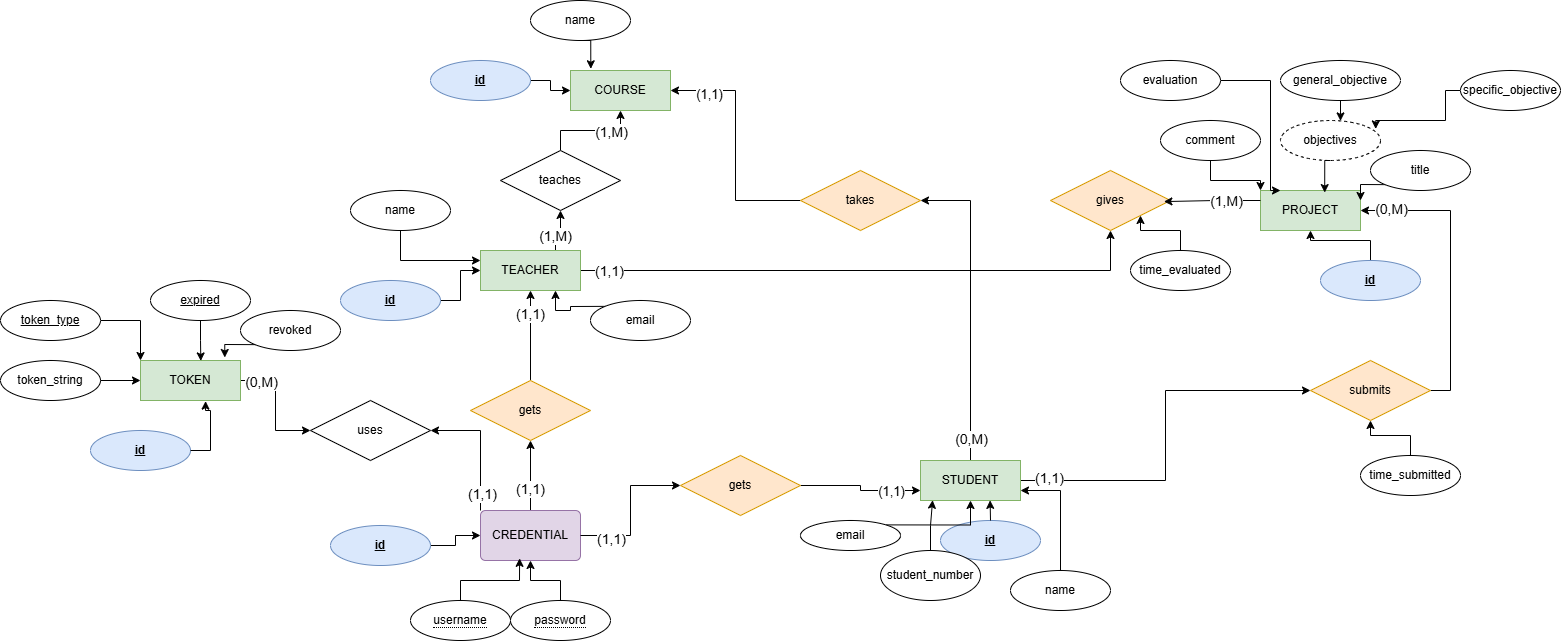 name
id
COURSE
(1,1)
evaluation
general_objective
specific_objective
(1,M)
comment
objectives
teaches
title
name
takes
gives
(1,M)
PROJECT
(0,M)
(1,M)
TEACHER
(1,1)
time_evaluated
id
id
expired
(1,1)
email
token_type
revoked
token_string
TOKEN
(0,M)
submits
gets
uses
(0,M)
id
time_submitted
STUDENT
(1,1)
gets
(1,1)
(1,1)
(1,1)
CREDENTIAL
(1,1)
id
email
id
student_number
name
username
password